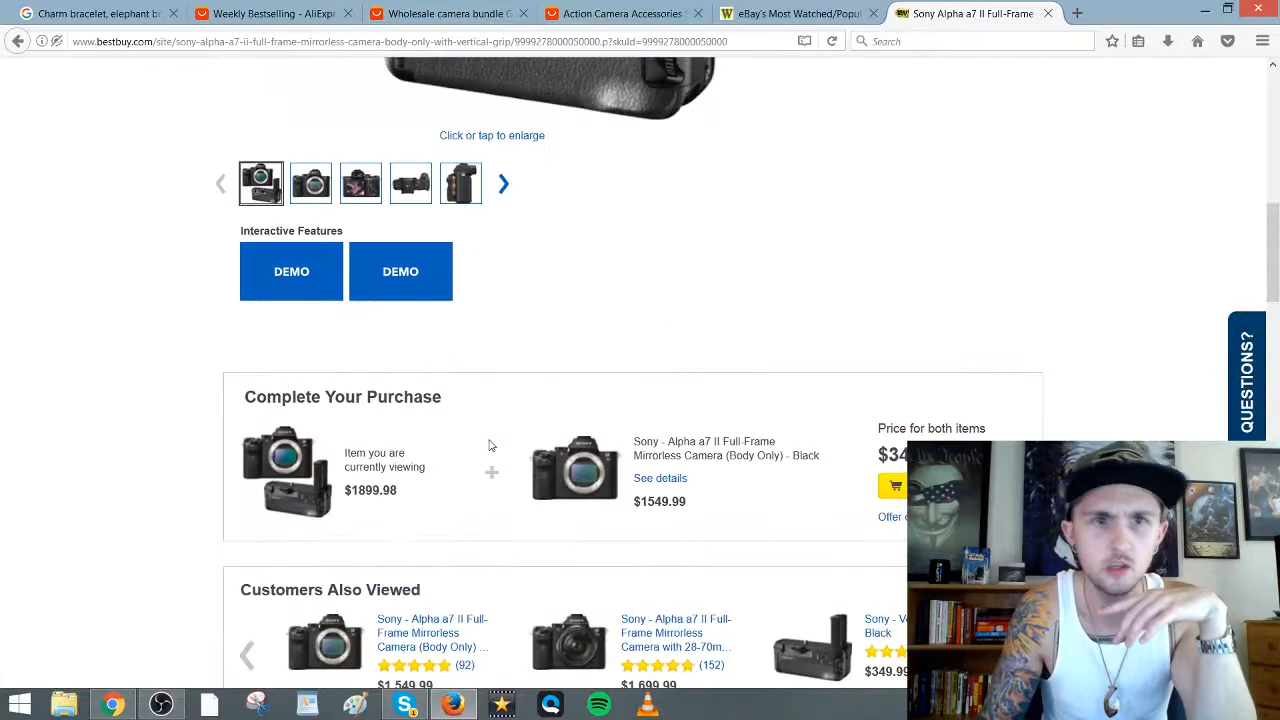 Charm bracelet, elephant br
Weekly Bestselling - AliExpre
Wholesale camera bundle G
Action Camera Accessories B
eBay's Most Watched/Popul
Sony Alpha a7 II Full-Frame
www.bestbuy.com/site/sony-alpha-a7-ii-full-frame-mirrorless-camera-body-only-with-vertical-grip/9999278000050000.p?skuId=9999278000050000
Search
Click or tap to enlarge
Interactive Features
DEMO
DEMO
QUESTIONS?
Complete Your Purchase
Item you are
currently viewing
$1899.98
Sony - Alpha a7 II Full-Frame
Mirrorless Camera (Body Only) - Black
See details
$1549.99
Price for both items
$34
Offer
Customers Also Viewed
Sony - Alpha a7 II Full-
Frame Mirrorless
Camera (Body Only) ...
(92)
$1,549.99
Sony - Alpha a7 II Full-
Frame Mirrorless
Camera with 28-70m...
(152)
$1,699.99
Sony - V
Black
$349.99